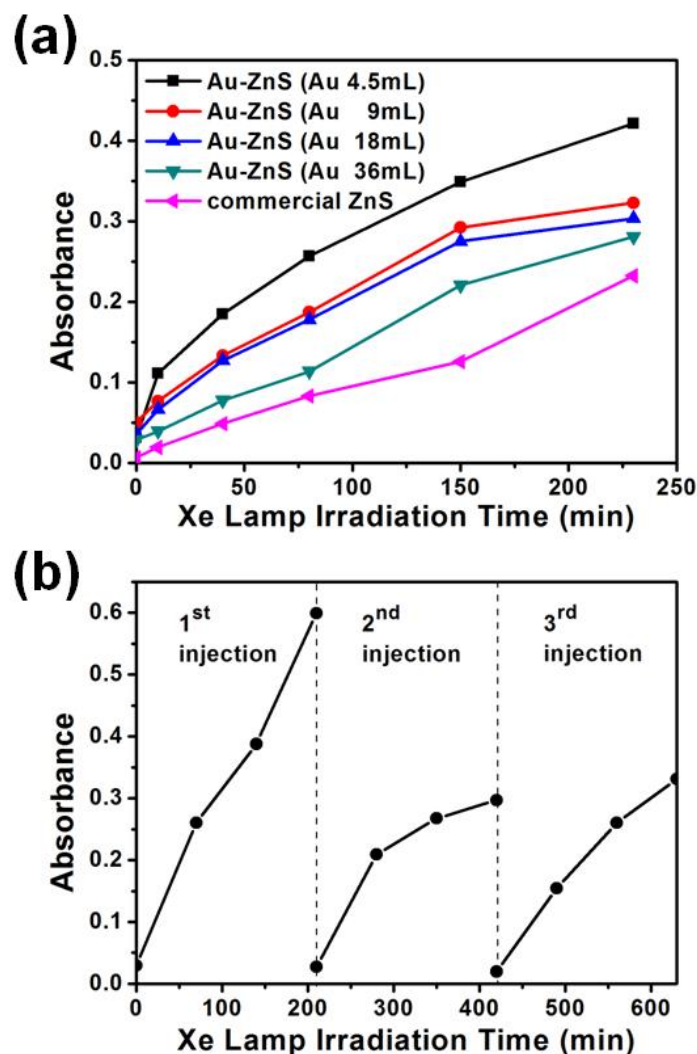 (a)
0.5
0.4
0.3
0.2
0.1
0.0
Absorbance
Au-ZnS (Au 4.5mL)
Au-ZnS (Au 9mL)
Au-ZnS (Au 18mL)
Au-ZnS (Au 36mL)
commercial ZnS
0 50 100 150 200 250
Xe Lamp Irradiation Time (min)
(b)
0.6
0.5
0.4
0.3
0.2
0.1
0.0
Absorbance
1st
injection
2nd
injection
3rd
injection
0 100 200 300 400 500 600
Xe Lamp Irradiation Time (min)